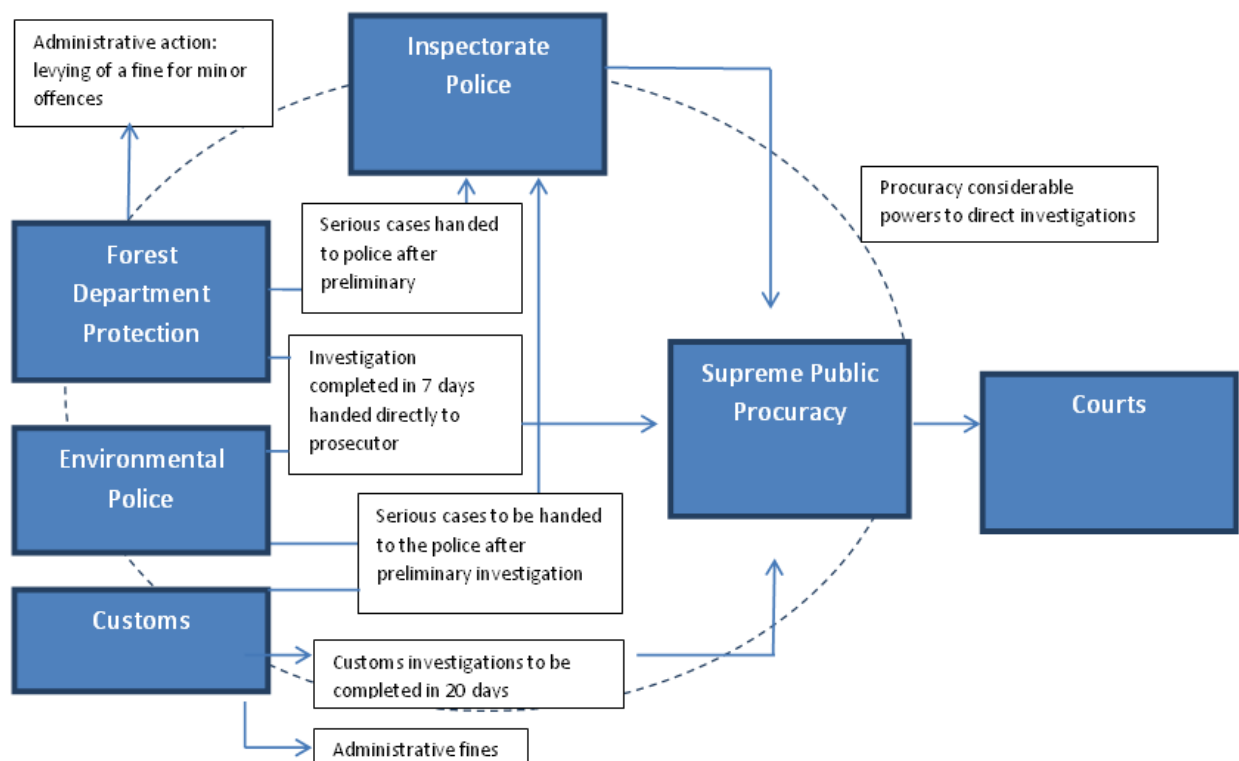 Administrative action:
levying of a fine for minor
offences
Inspectorate
Police
Procuracy considerable
powers to direct investigations
Forest
Department
Protection
Serious cases handed
to police after
preliminary
Investigation
completed in 7 days
handed directly to
prosecutor
Supreme Public
Procuracy
Courts
Environmental
Police
Serious cases to be handed
to the police after
preliminary investigation
Customs
Customs investigations to be
completed in 20 days
Administrative fines